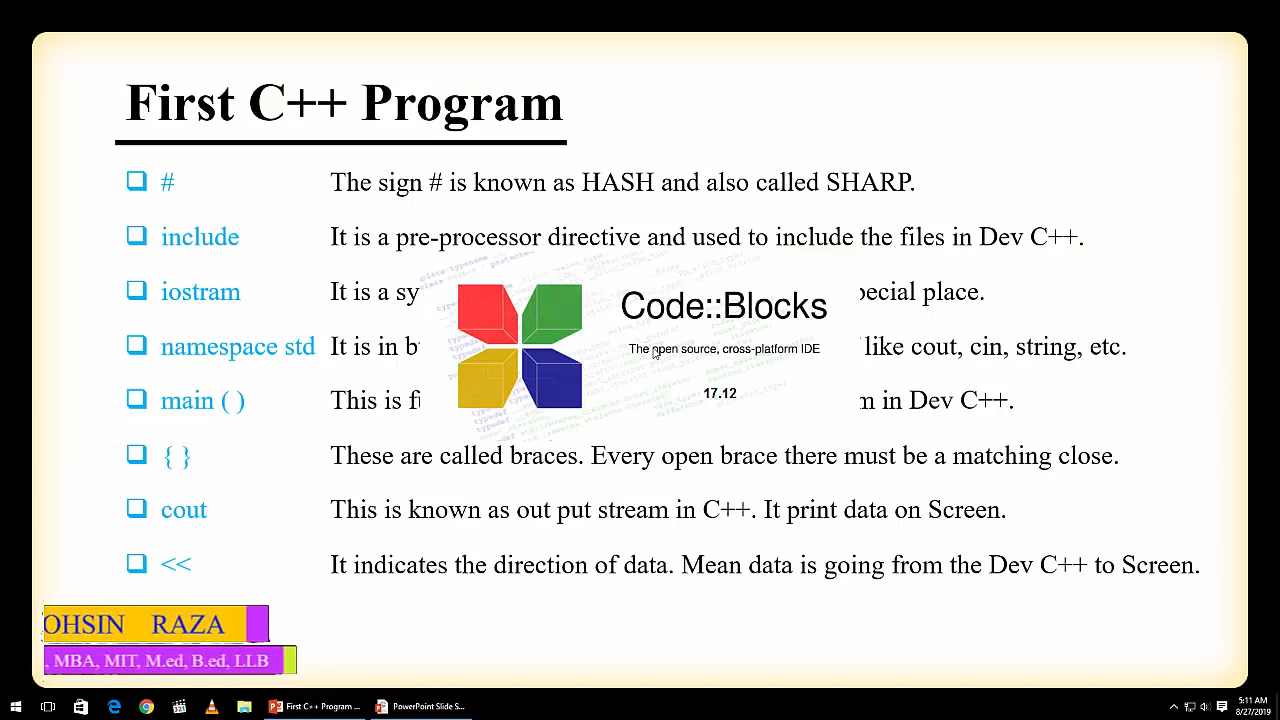 First C++ Program
# The sign # is known as HASH and also called SHARP.
include It is a pre-processor directive and used to include the files in Dev C++.
iostram It is a sy pecial place.
namespace std It is in b like cout, cin, string, etc.
main ( ) This is f m in Dev C++.
{ } These are called braces. Every open brace there must be a matching close.
cout This is known as out put stream in C++. It print data on Screen.
<< It indicates the direction of data. Mean data is going from the Dev C++ to Screen.
Code::Blocks
The open source, cross-platform IDE
17.12
OHSIN RAZA
, MBA, MIT, M.ed, B.ed, LLB
First C++ Program ...
PowerPoint Slide S...
5:11 AM
8/27/2019